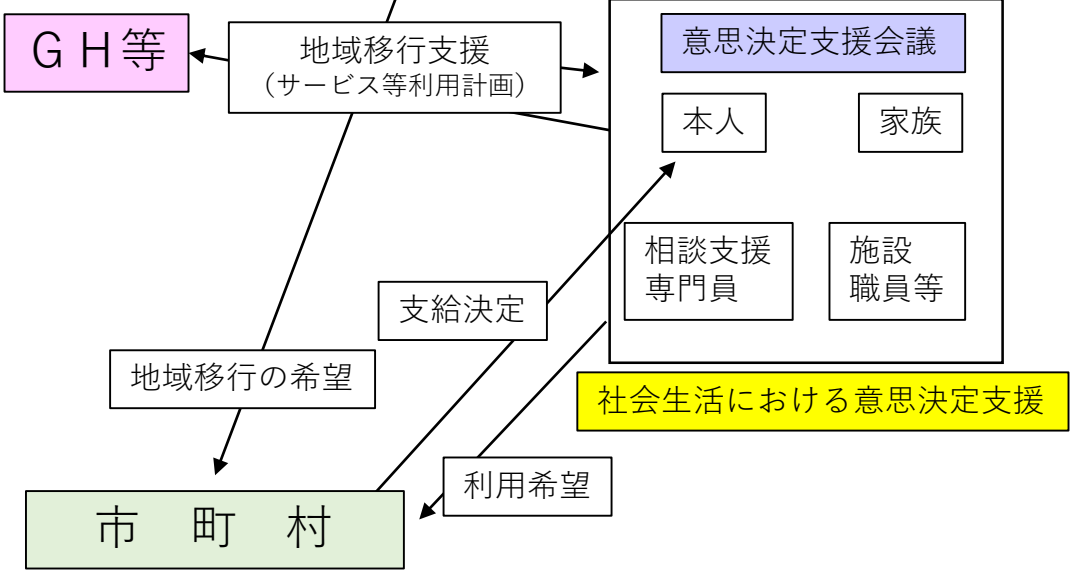 ＧＨ等
地域移行支援
（サービス等利用計画）
意思決定支援会議
本人
家族
相談支援
専門員
施設
職員等
支給決定
地域移行の希望
社会生活における意思決定支援
利用希望
市　町　村